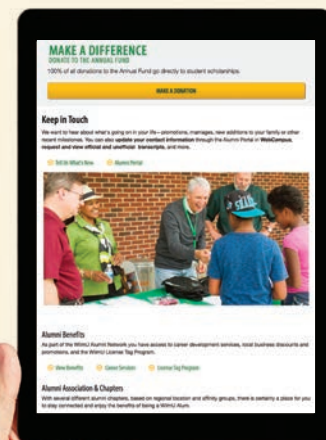 MAKE A DIFFERENCE
DONATE TO THE ANNUAL FUND
100% of all donations to the Annual Fund go directly to student scholarships.
MAKE A DONATION
Keep in Touch
We want to hear about what's going on in your life – promotions, marriages, new additions to your family or other
recent milestones. You can also update your contact information through the Alumni Portal in WebCampus,
request and view official and unofficial transcripts, and more.
Tell Us What's New
Alumni Portal
Alumni Benefits
As part of the WilmU Alumni Network you have access to career development services, local business discounts and
promotions, and the WilmU License Tag Program.
View Benefits
Career Services
License Tag Program
Alumni Association & Chapters
With several different alumni chapters, based on regional location and affinity groups, there is certainly a place for you
to stay connected and enjoy the benefits of being a WilmU Alum.